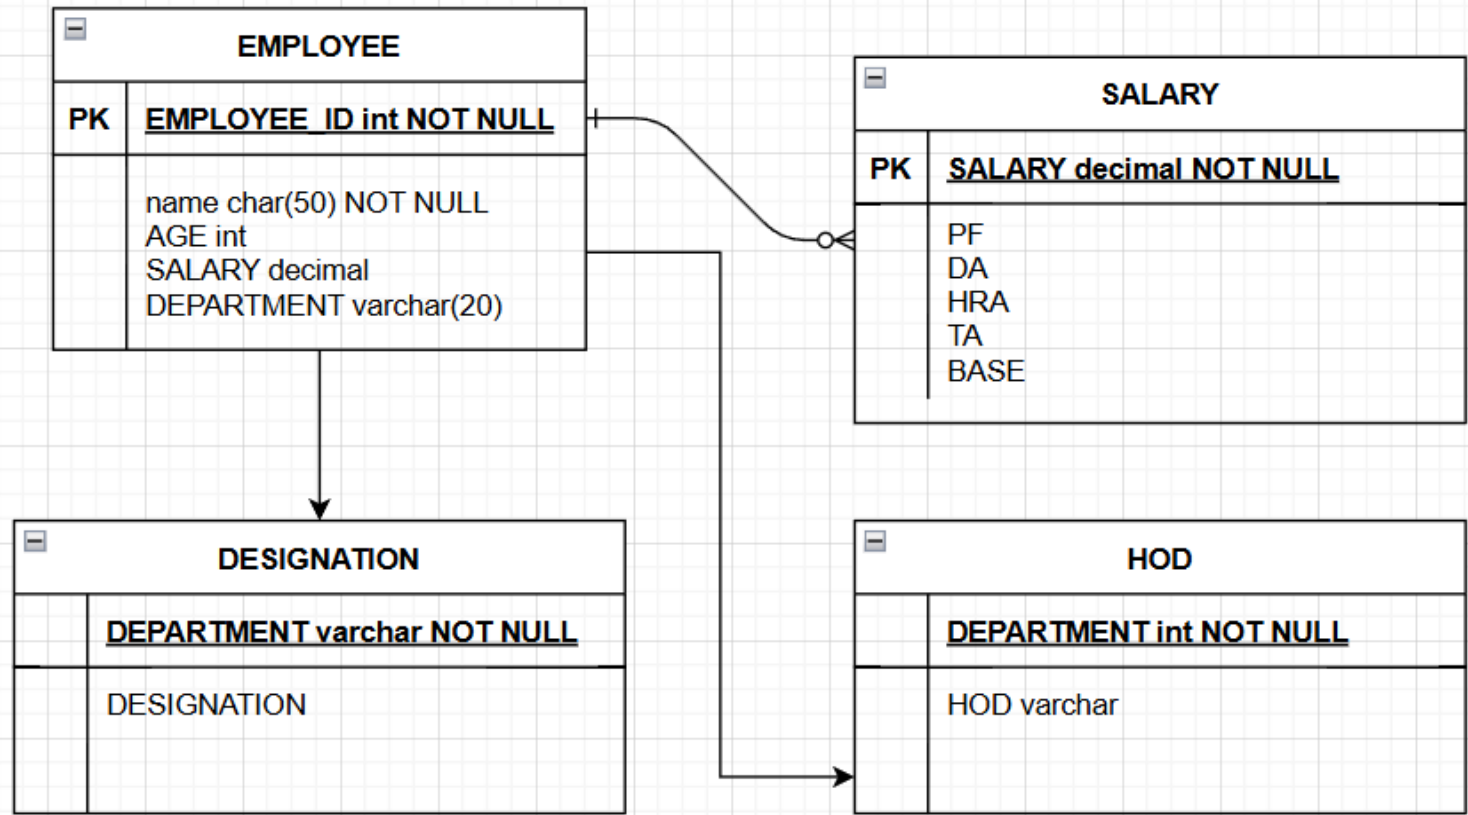 EMPLOYEE
PK EMPLOYEE_ID int NOT NULL
name char(50) NOT NULL
AGE int
SALARY decimal
DEPARTMENT varchar(20)
SALARY
PK SALARY decimal NOT NULL
PF
DA
HRA
TA
BASE
DESIGNATION
DEPARTMENT varchar NOT NULL
DESIGNATION
HOD
DEPARTMENT int NOT NULL
HOD varchar